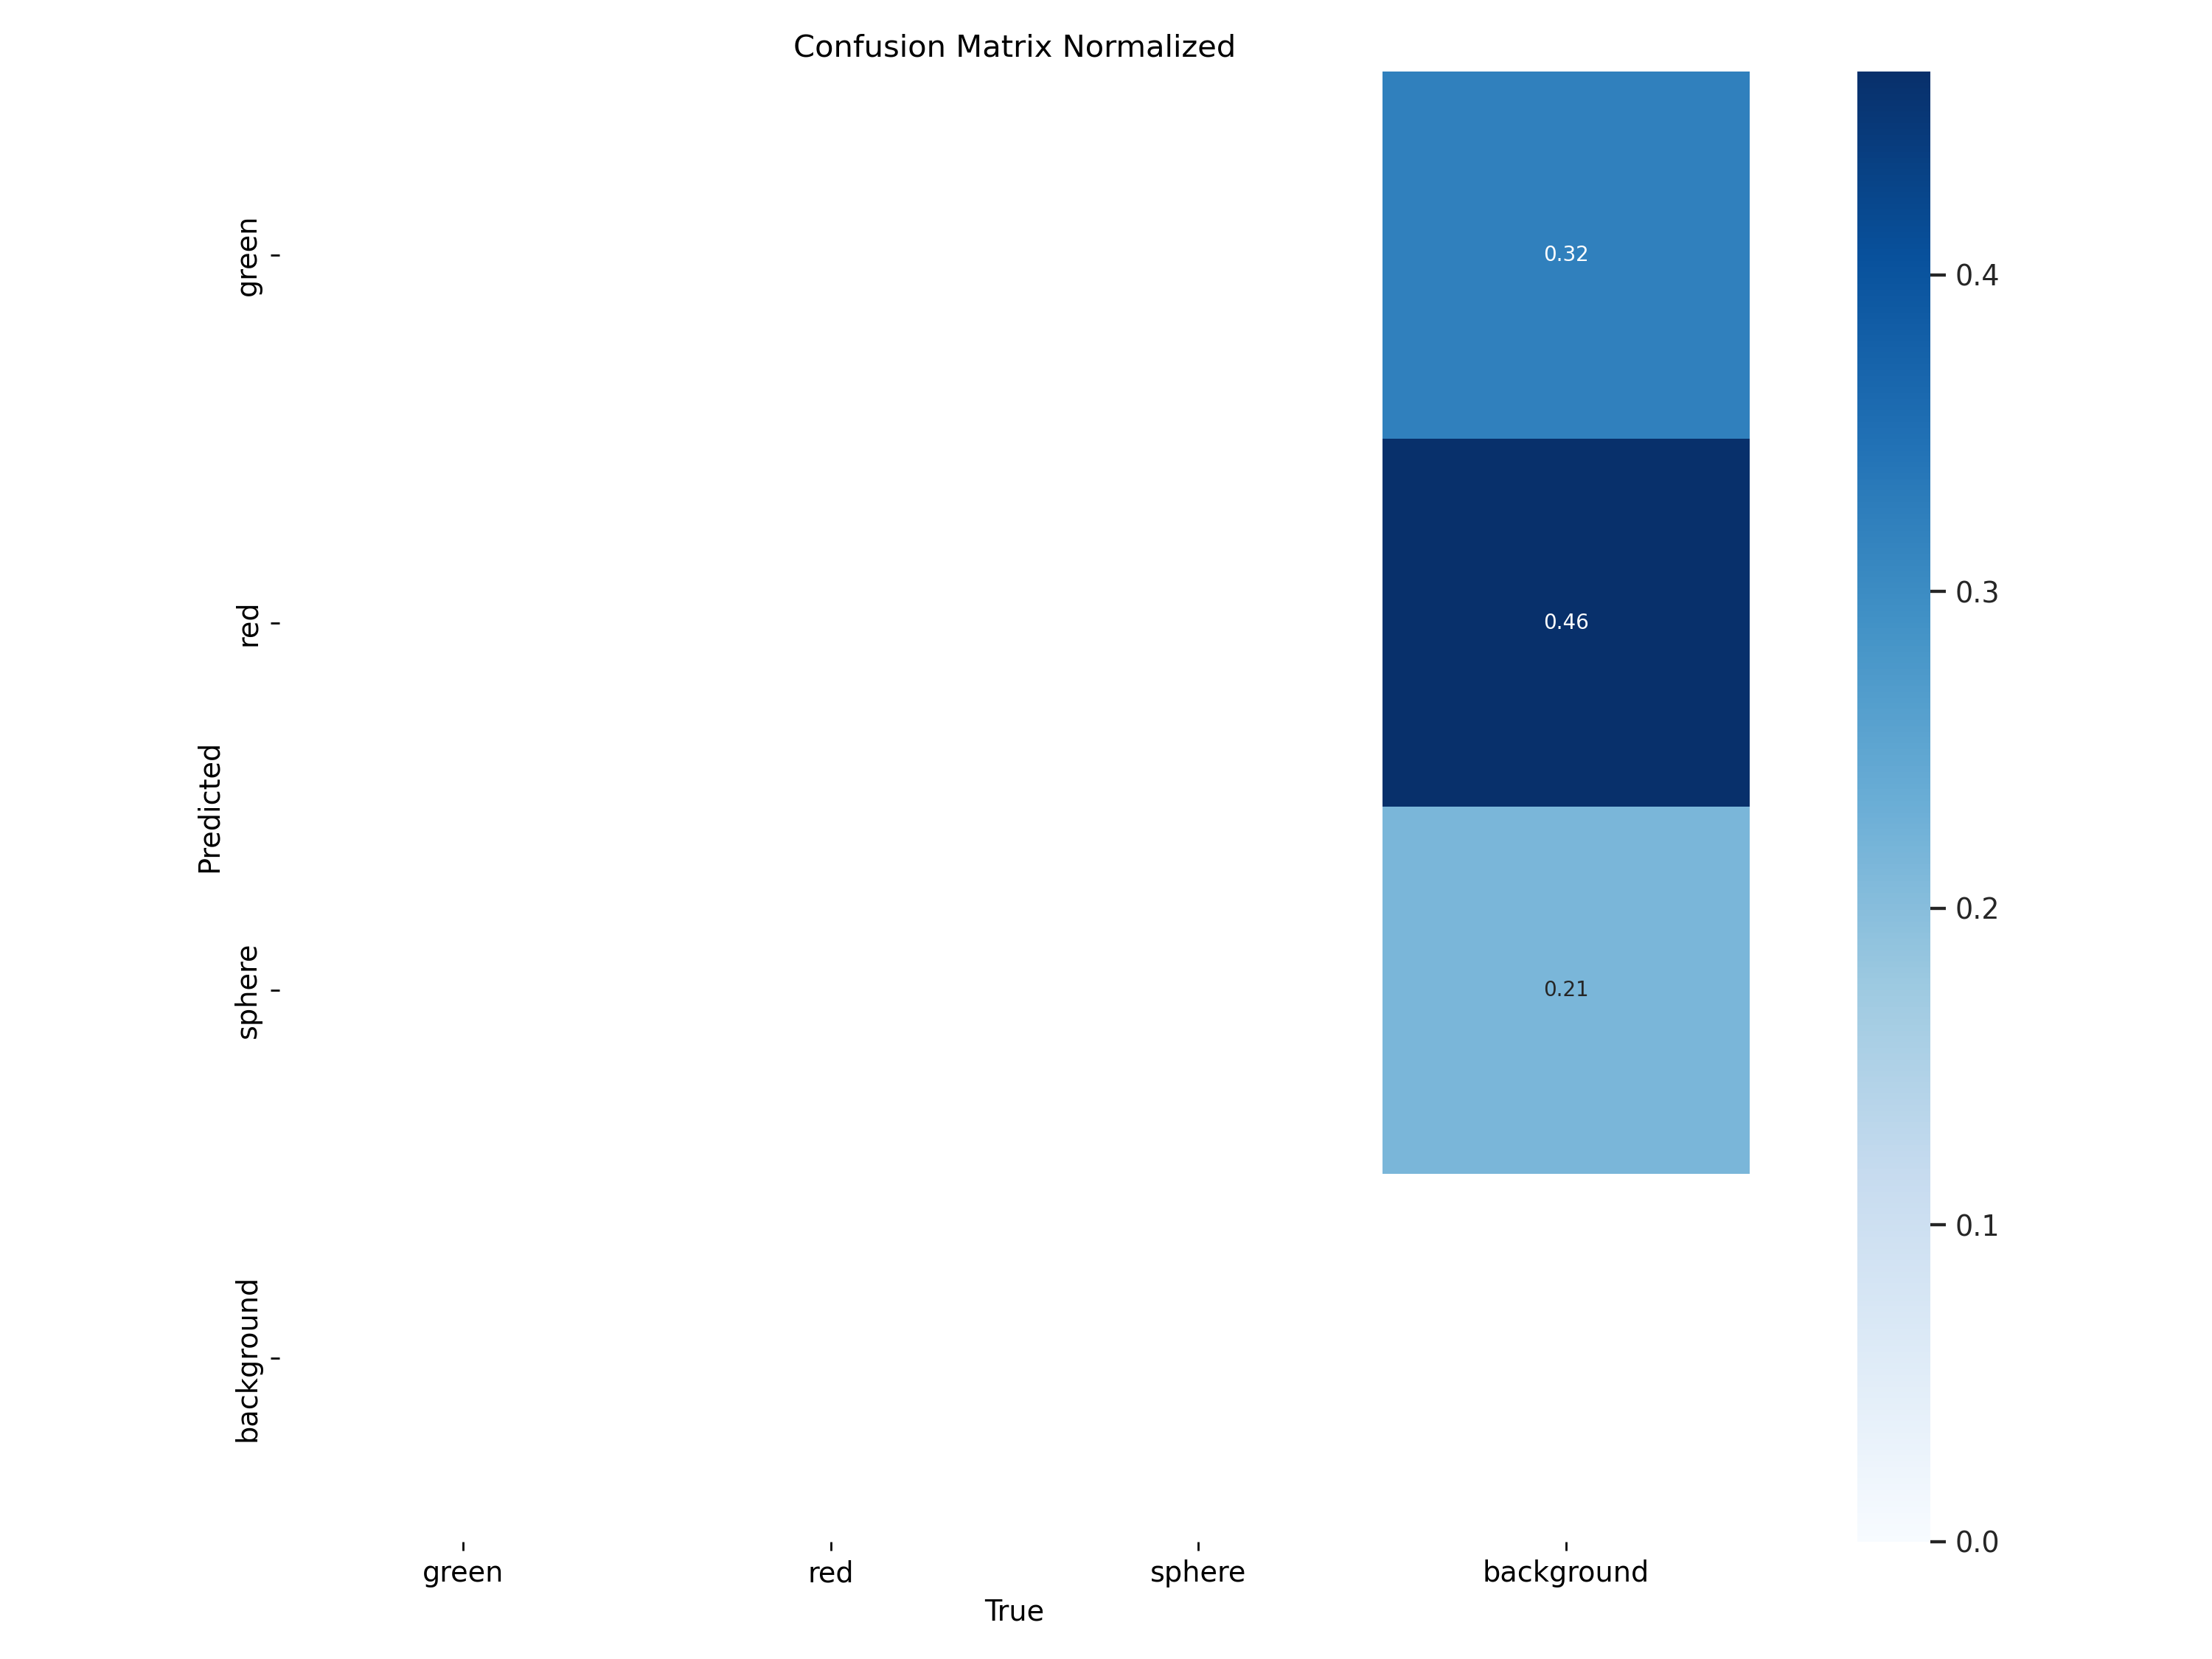 Confusion Matrix Normalized
green
red
sphere
background
Predicted
0.32
0.46
0.21
green
red
sphere
background
True
0.4
0.3
0.2
0.1
0.0